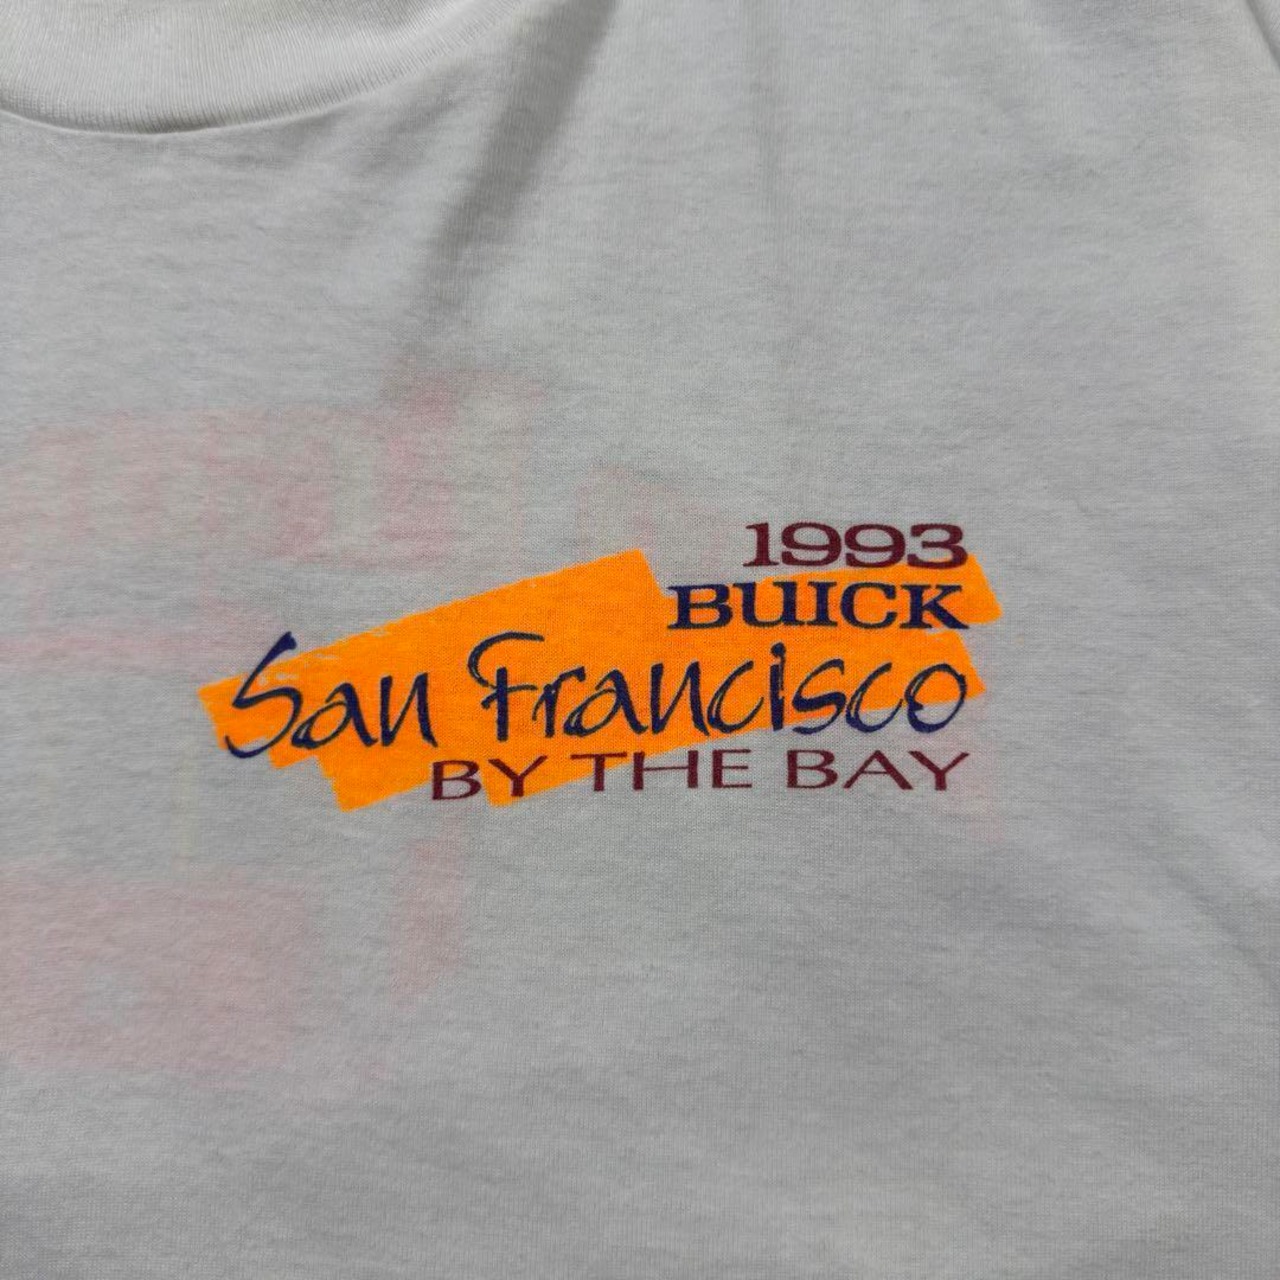 1993
BUICK
San Francisco
BY THE BAY